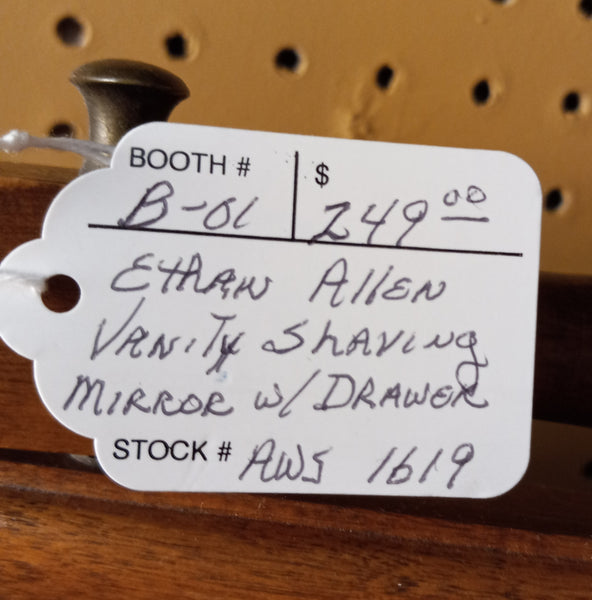 BOOTH # $
B-01 249 00
Ethan Allen
Vanity Shaving
Mirror w/ Drawer
STOCK # AWS 1619